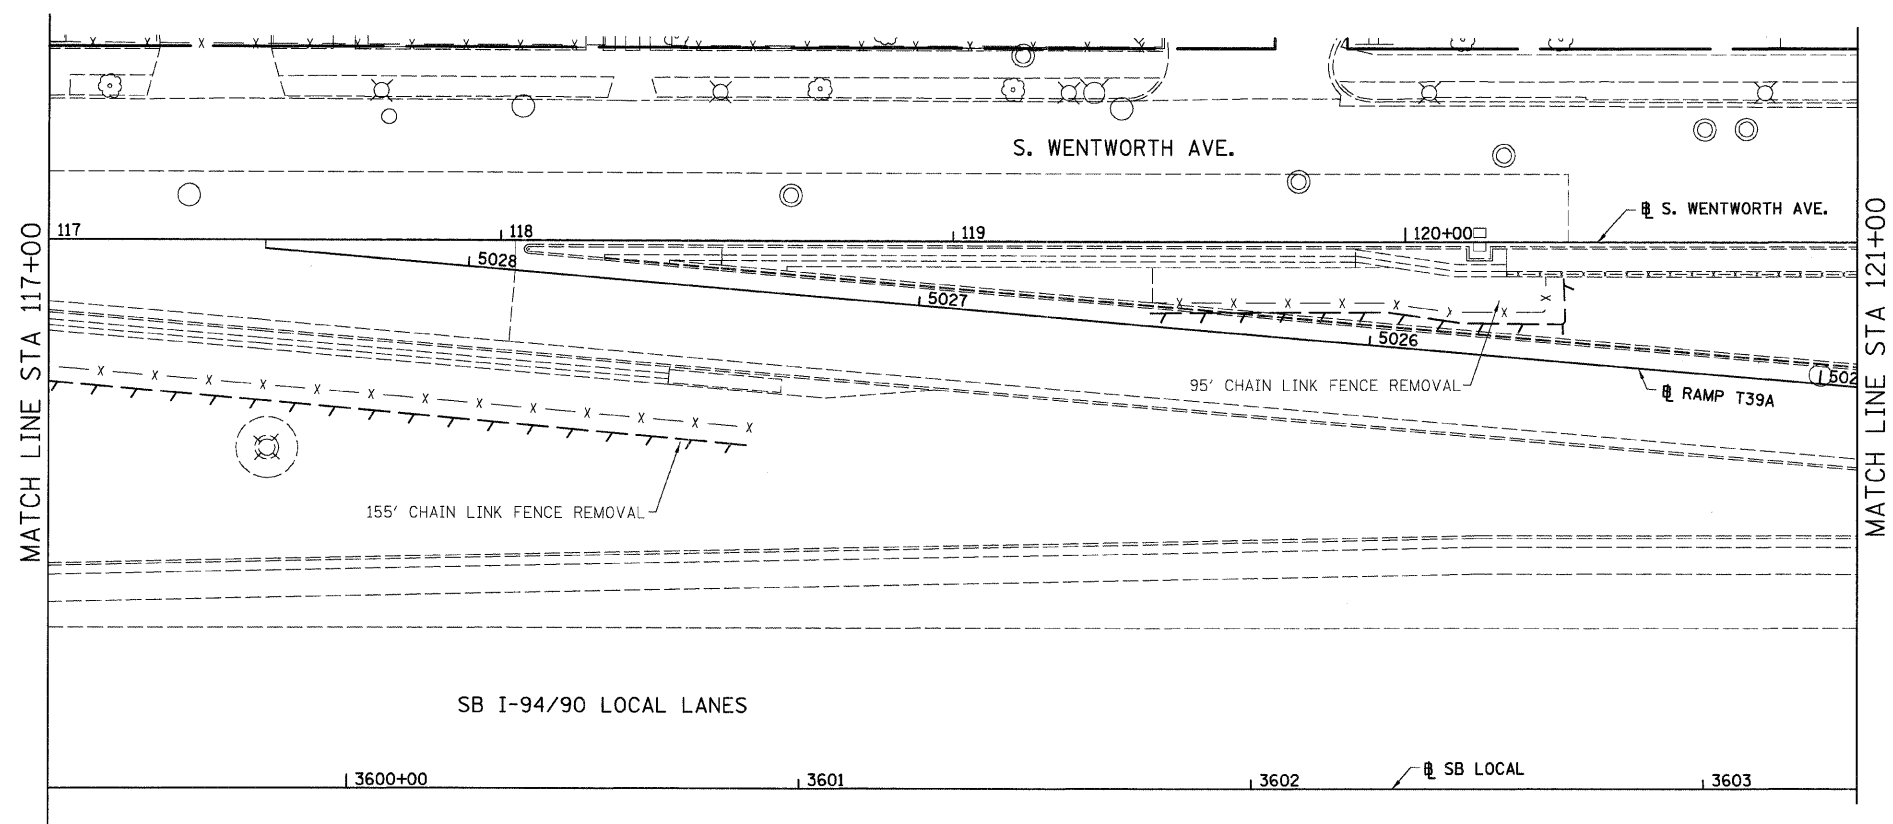 S. WENTWORTH AVE.
℄ S. WENTWORTH AVE.
117
118
119
120+00
5028
5027
5026
502
95' CHAIN LINK FENCE REMOVAL
℄ RAMP T39A
155' CHAIN LINK FENCE REMOVAL
MATCH LINE STA 117+00
MATCH LINE STA 121+00
SB I-94/90 LOCAL LANES
℄ SB LOCAL
3600+00
3601
3602
3603